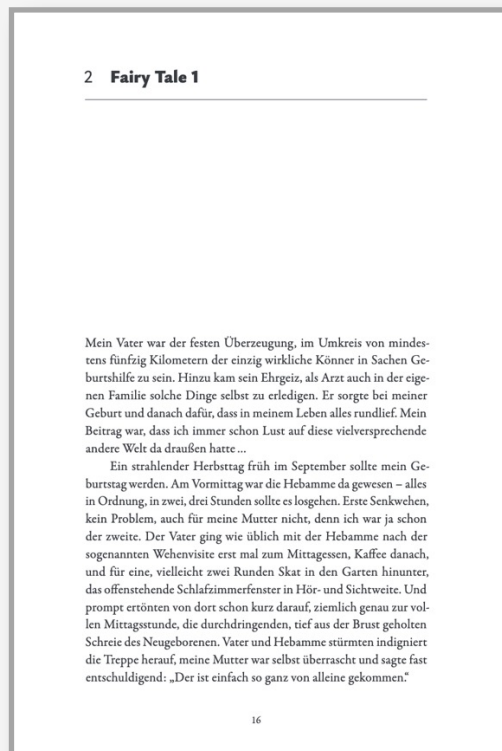 2 Fairy Tale 1
Mein Vater war der festen Überzeugung, im Umkreis von mindes-
tens fünfzig Kilometern der einzig wirkliche Könner in Sachen Ge-
burtshilfe zu sein. Hinzu kam sein Ehrgeiz, als Arzt auch in der eige-
nen Familie solche Dinge selbst zu erledigen. Er sorgte bei meiner
Geburt und danach dafür, dass in meinem Leben alles rundlief. Mein
Beitrag war, dass ich immer schon Lust auf diese vielversprechende
andere Welt da draußen hatte ...
Ein strahlender Herbsttag früh im September sollte mein Ge-
burtstag werden. Am Vormittag war die Hebamme da gewesen – alles
in Ordnung, in zwei, drei Stunden sollte es losgehen. Erste Senkwehen,
kein Problem, auch für meine Mutter nicht, denn ich war ja schon
der zweite. Der Vater ging wie üblich mit der Hebamme nach der
sogenannten Wehenvisite erst mal zum Mittagessen, Kaffee danach,
und für eine, vielleicht zwei Runden Skat in den Garten hinunter,
das offenstehende Schlafzimmerfenster in Hör- und Sichtweite. Und
prompt ertönten von dort schon kurz darauf, ziemlich genau zur vol-
len Mittagsstunde, die durchdringenden, tief aus der Brust geholten
Schreie des Neugeborenen. Vater und Hebamme stürmten indigniert
die Treppe herauf, meine Mutter war selbst überrascht und sagte fast
entschuldigend: „Der ist einfach so ganz von alleine gekommen.“
16